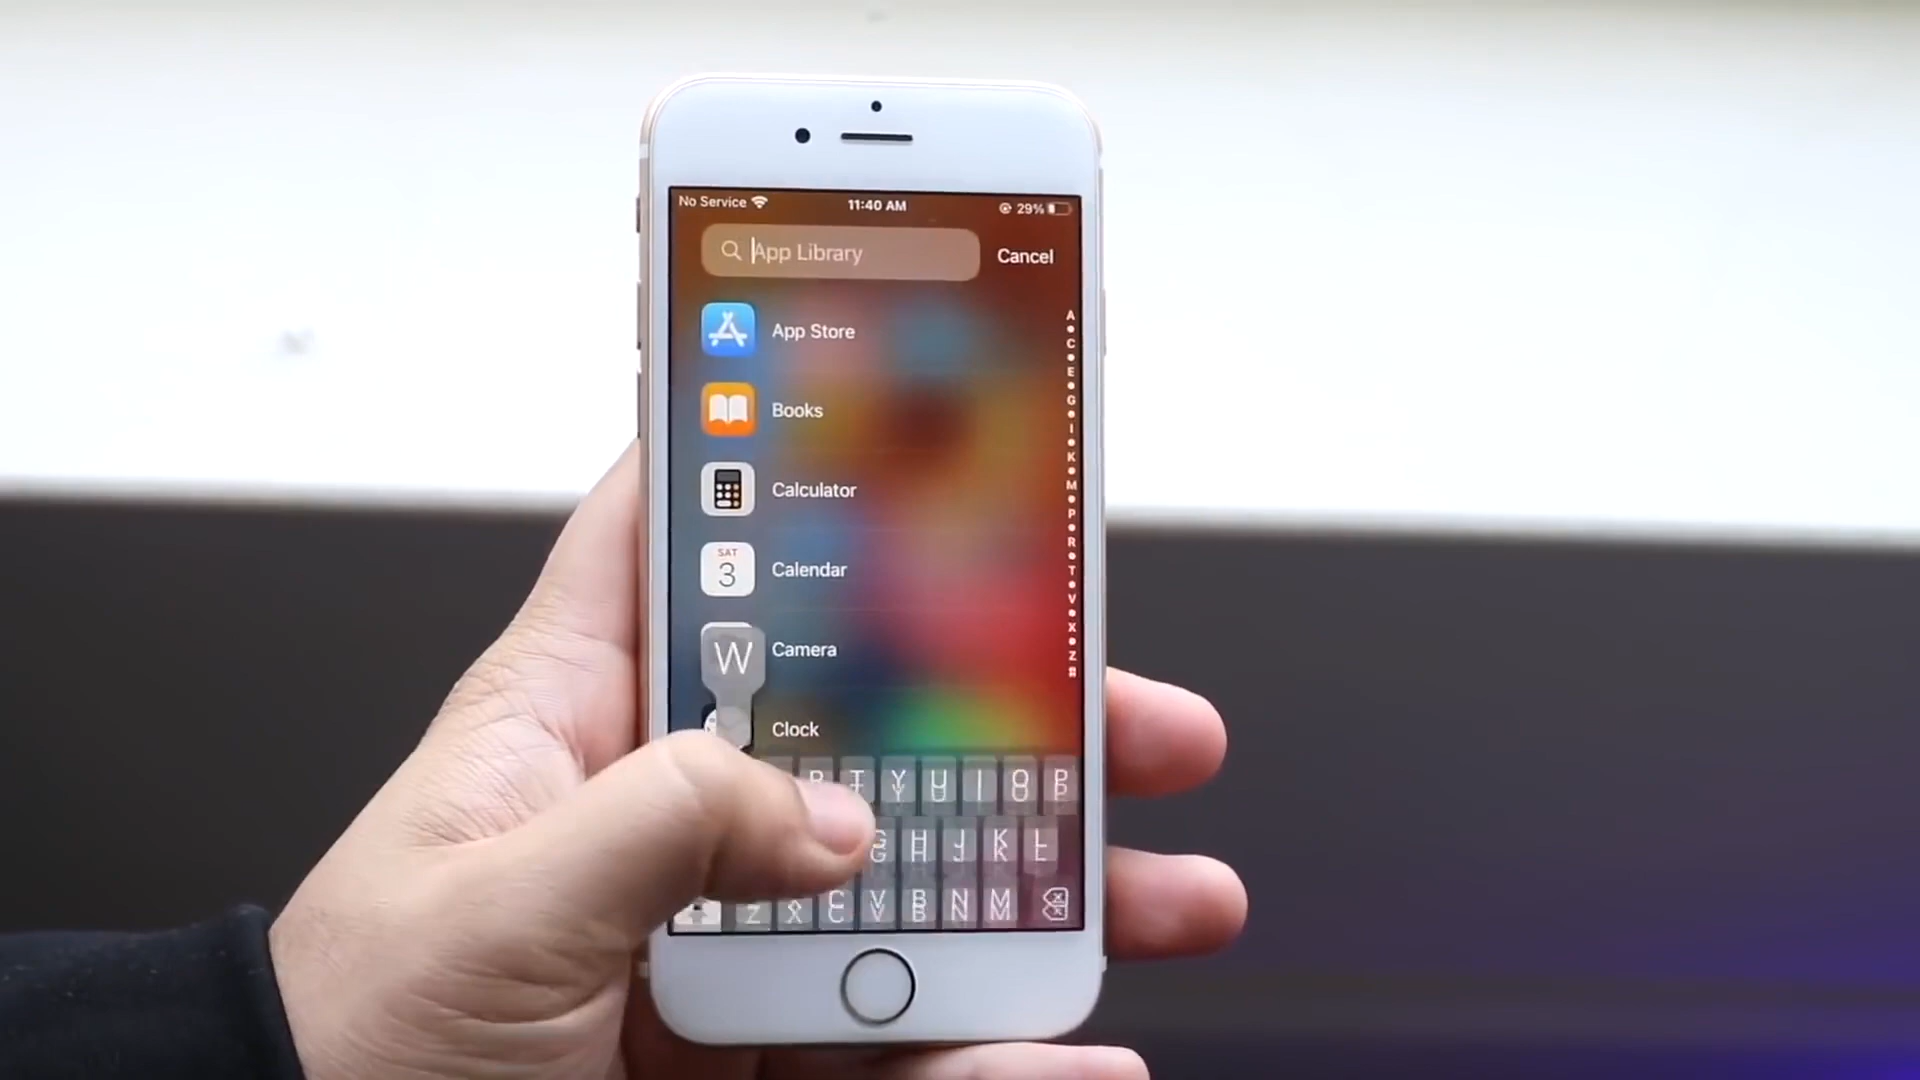 No Service 11:40 AM 29%
App Library Cancel
App Store
Books
Calculator
SAT
3
Calendar
W
Camera
Clock
A
C
E
G
I
K
M
P
R
T
V
X
Z
#
R T Y U I O P
G H J K L
Z X C V B N M